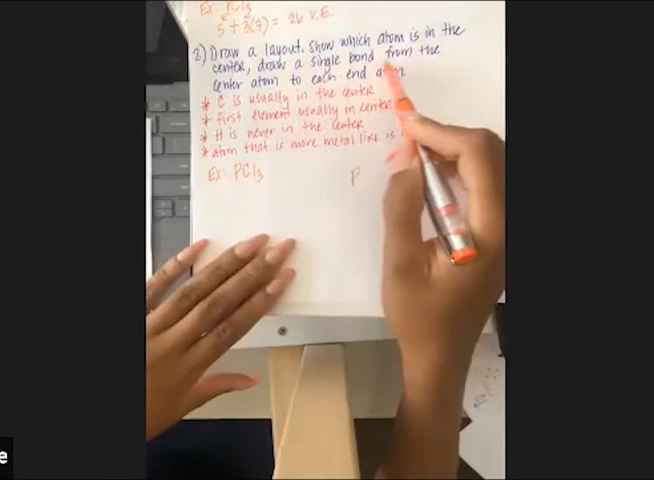 Ex: PCl3
5 + 3(7) = 26 V.E.
2) Draw a layout. Show which atom is in the
center, draw a single bond from the
center atom to each end
* C is usually in the center
* First element usually in center
* H is never in the center
* atom that is more metal like is
Ex: PCl3 P
e